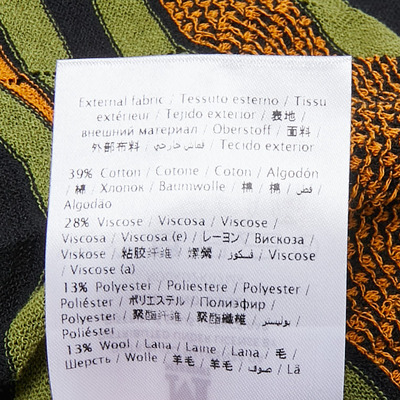 External fabric / Tessuto esterno / Tissu
extérieur / Tejido exterior / 表地 /
внешний материал / Oberstoff / 面料 /
外部布料 / قماش خارجي / Tecido exterior
39% Cotton / Cotone / Coton / Algodón
/ 綿 / Хлопок / Baumwolle / 棉 / 棉 / قطن /
Algodão
28% Viscose / Viscosa / Viscose /
Viscosa / Viscosa (e) / レーヨン / Вискоза /
Viskose / 粘胶纤维 / / فسكوز / Viscose
/ Viscose (a)
13% Polyester / Poliestere / Polyester /
Poliéster / ポリエステル / Полиэфир /
Polyester / 聚酯纤维 / 聚酯纖維 / بوليستر /
Poliéster
13% Wool / Lana / Laine / Lana / 毛 /
Шерсть / Wolle / 羊毛 / 羊毛 / صوف / Lã